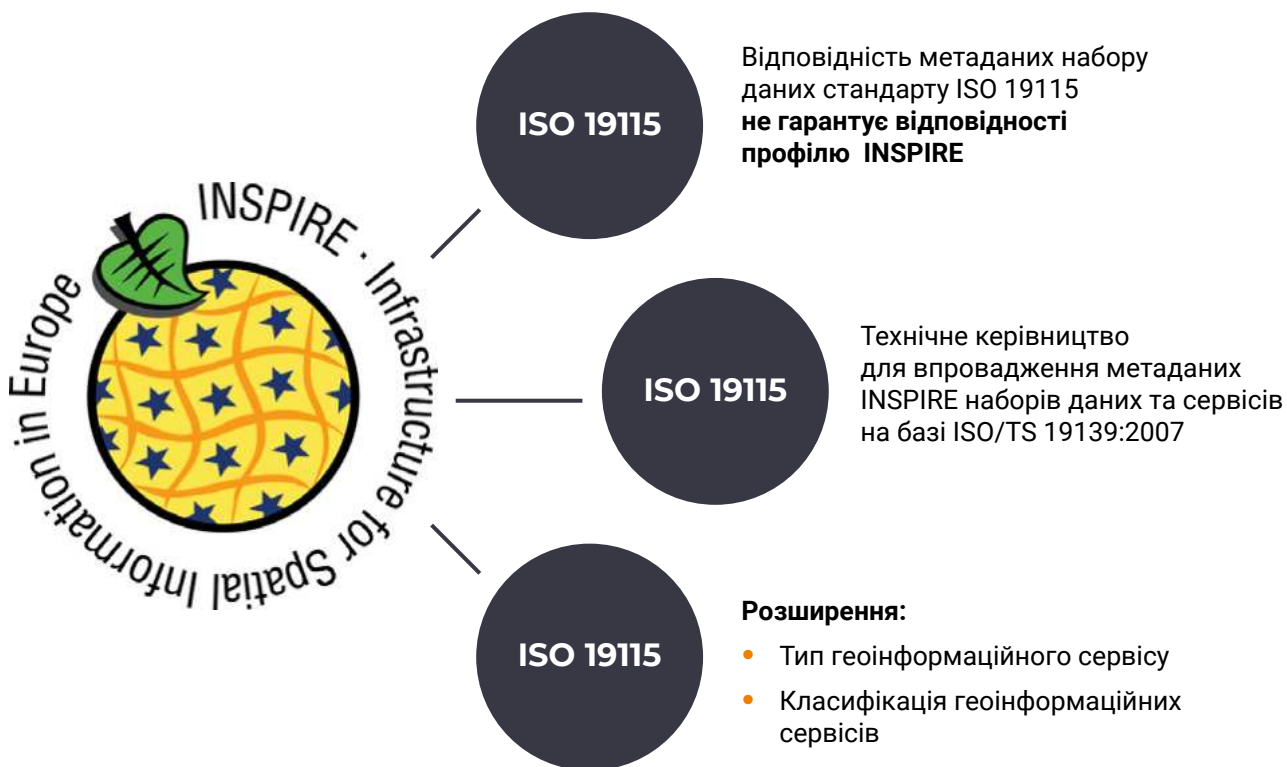 INSPIRE · Infrastructure for Spatial Information in Europe
ISO 19115
Відповідність метаданих набору
даних стандарту ISO 19115
не гарантує відповідності
профілю INSPIRE
ISO 19115
Технічне керівництво
для впровадження метаданих
INSPIRE наборів даних та сервісів
на базі ISO/TS 19139:2007
ISO 19115
Розширення:
• Тип геоінформаційного сервісу
• Класифікація геоінформаційних
сервісів